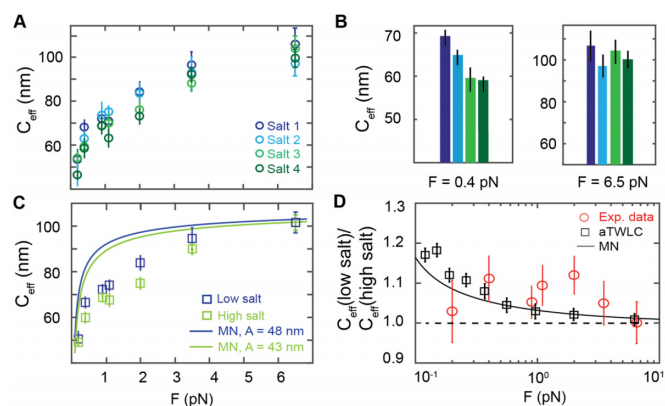 A
C_eff (nm)
100
80
60
Salt 1
Salt 2
Salt 3
Salt 4
B
C_eff (nm)
70
60
50
40
F = 0.4 pN
100
80
60
F = 6.5 pN
C
C_eff (nm)
100
80
60
Low salt
High salt
MN, A = 48 nm
MN, A = 43 nm
0 1 2 3 4 5 6
F (pN)
D
C_eff(low salt)/
C_eff(high salt)
1.3
1.2
1.1
1.0
0.9
Exp. data
aTWLC
MN
10^-1 10^0 10^1
F (pN)